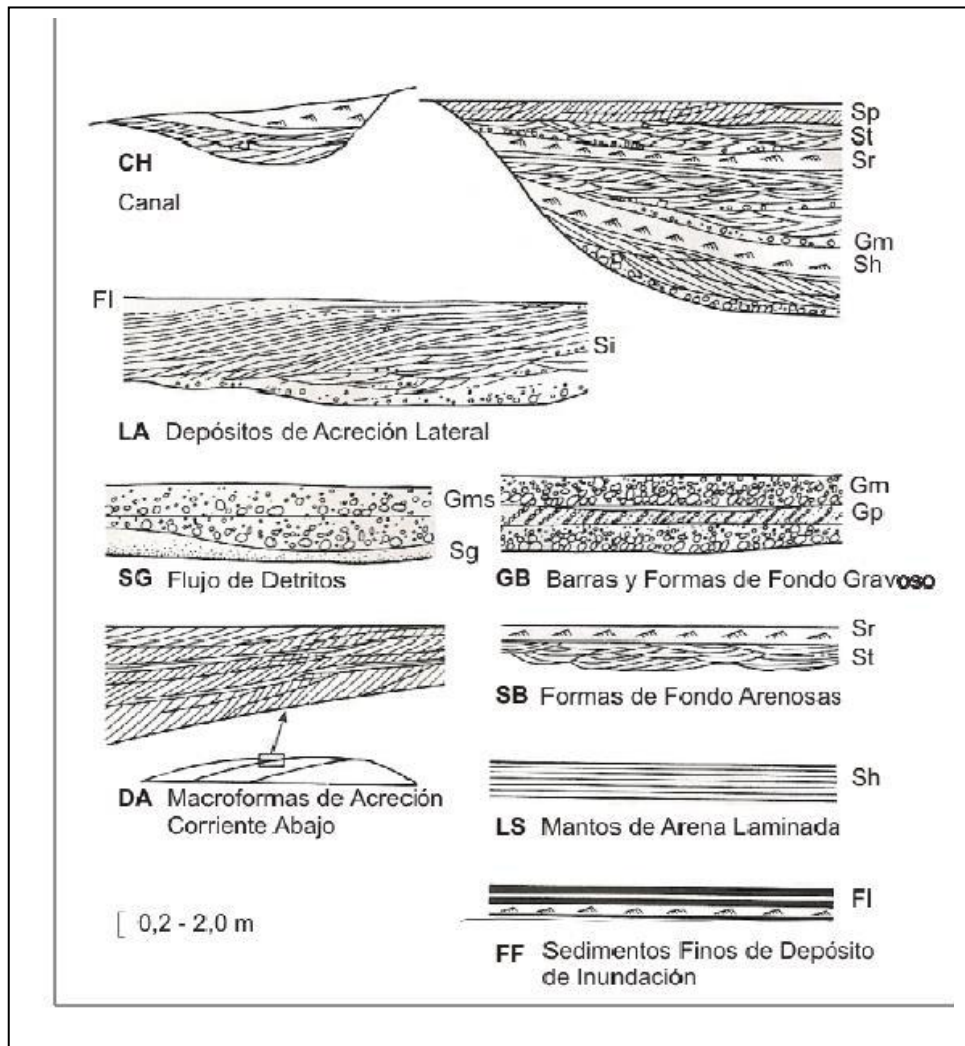 Sp
St
Sr
Gm
Sh
CH
Canal
Fl
Si
LA Depósitos de Acreción Lateral
Gms
Sg
SG Flujo de Detritos
Gm
Gp
GB Barras y Formas de Fondo Gravoso
Sr
St
SB Formas de Fondo Arenosas
DA Macroformas de Acreción
Corriente Abajo
Sh
LS Mantos de Arena Laminada
0,2 - 2,0 m
Fl
FF Sedimentos Finos de Depósito
de Inundación